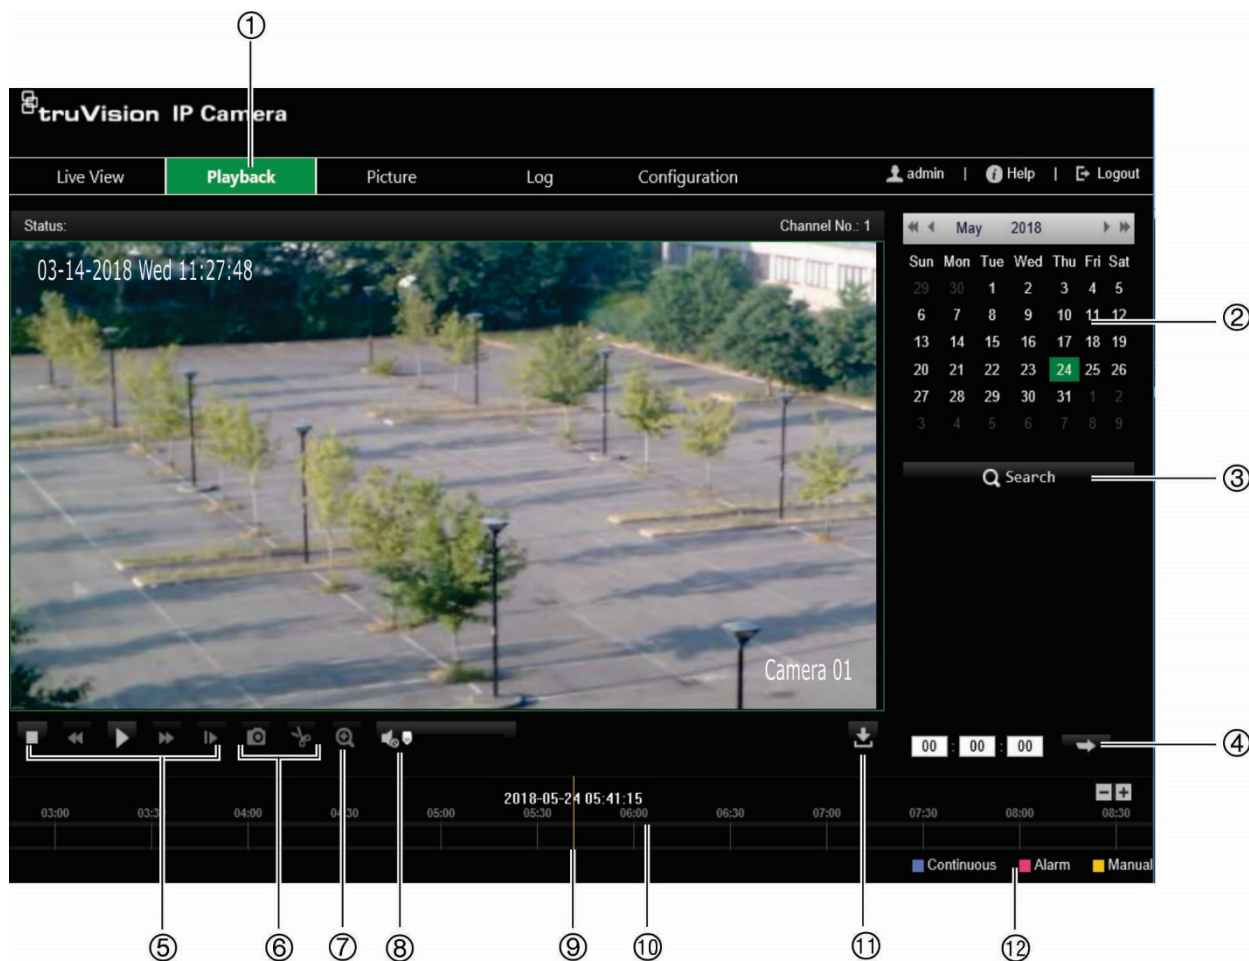 ①
truVision IP Camera
Live View Playback Picture Log Configuration admin | Help | Logout
Status: Channel No.: 1
03-14-2018 Wed 11:27:48
Camera 01
May 2018
Sun Mon Tue Wed Thu Fri Sat
29 30 1 2 3 4 5
6 7 8 9 10 11 12
②
13 14 15 16 17 18 19
20 21 22 23 24 25 26
27 28 29 30 31 1 2
3 4 5 6 7 8 9
Search ③
00 : 00 : 00 ④
2018-05-24 05:41:15
03:00 03:30 04:00 04:30 05:00 05:30 06:00 06:30 07:00 07:30 08:00 08:30
Continuous Alarm Manual
⑤ ⑥ ⑦ ⑧ ⑨ ⑩ ⑪ ⑫